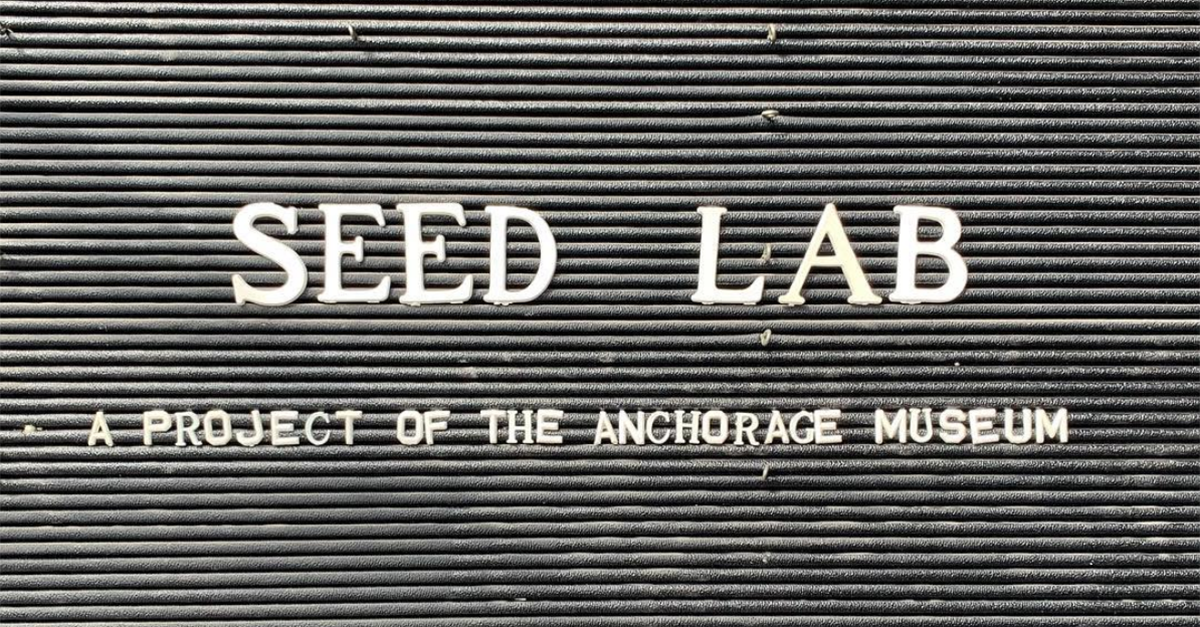 SEED LAB
A PROJECT OF THE ANCHORAGE MUSEUM